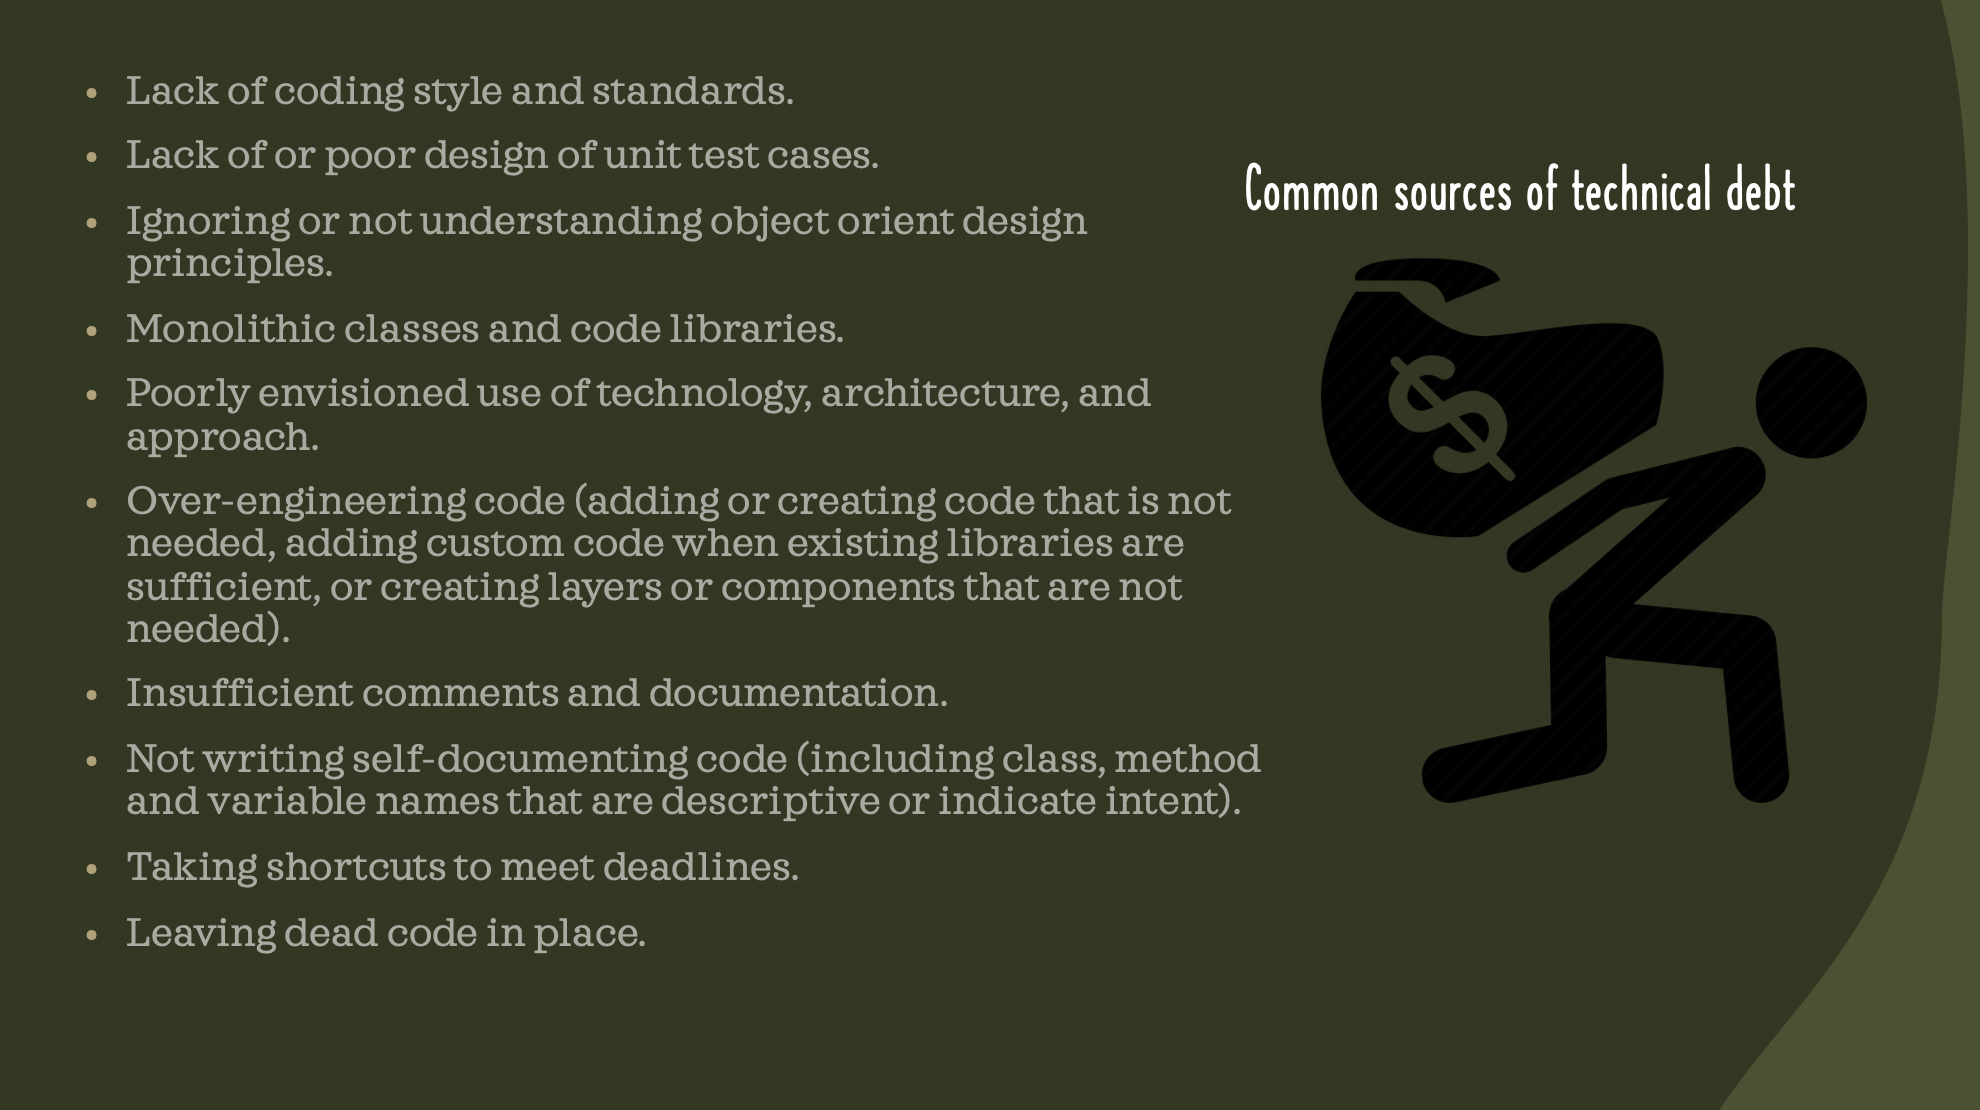 Common sources of technical debt
• Lack of coding style and standards.
• Lack of or poor design of unit test cases.
• Ignoring or not understanding object orient design
principles.
• Monolithic classes and code libraries.
• Poorly envisioned use of technology, architecture, and
approach.
• Over-engineering code (adding or creating code that is not
needed, adding custom code when existing libraries are
sufficient, or creating layers or components that are not
needed).
• Insufficient comments and documentation.
• Not writing self-documenting code (including class, method
and variable names that are descriptive or indicate intent).
• Taking shortcuts to meet deadlines.
• Leaving dead code in place.
$